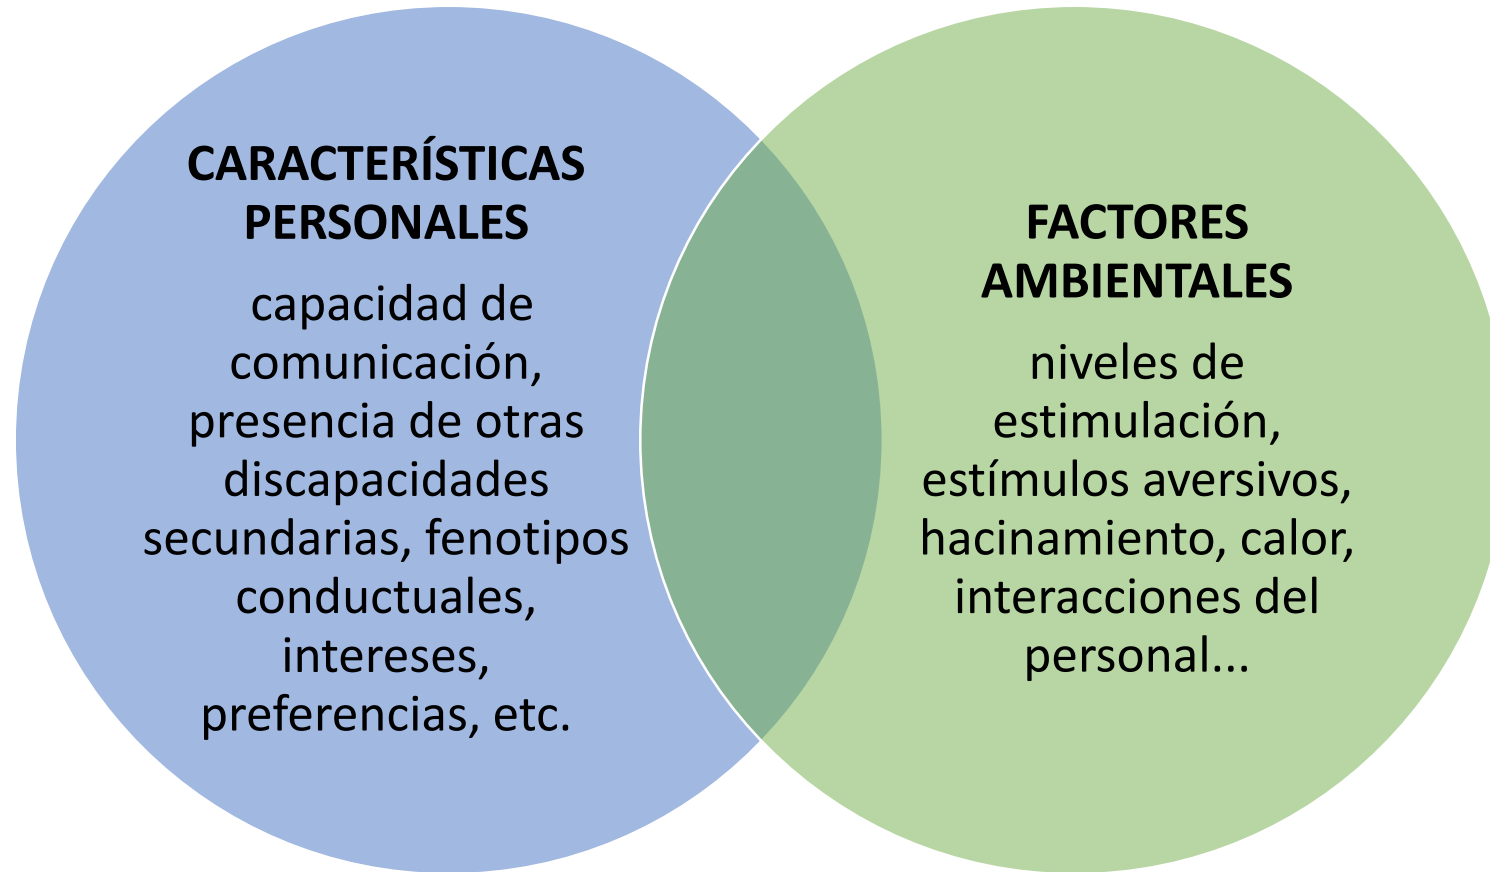 CARACTERÍSTICAS
PERSONALES
capacidad de
comunicación,
presencia de otras
discapacidades
secundarias, fenotipos
conductuales,
intereses,
preferencias, etc.
FACTORES
AMBIENTALES
niveles de
estimulación,
estímulos aversivos,
hacinamiento, calor,
interacciones del
personal...